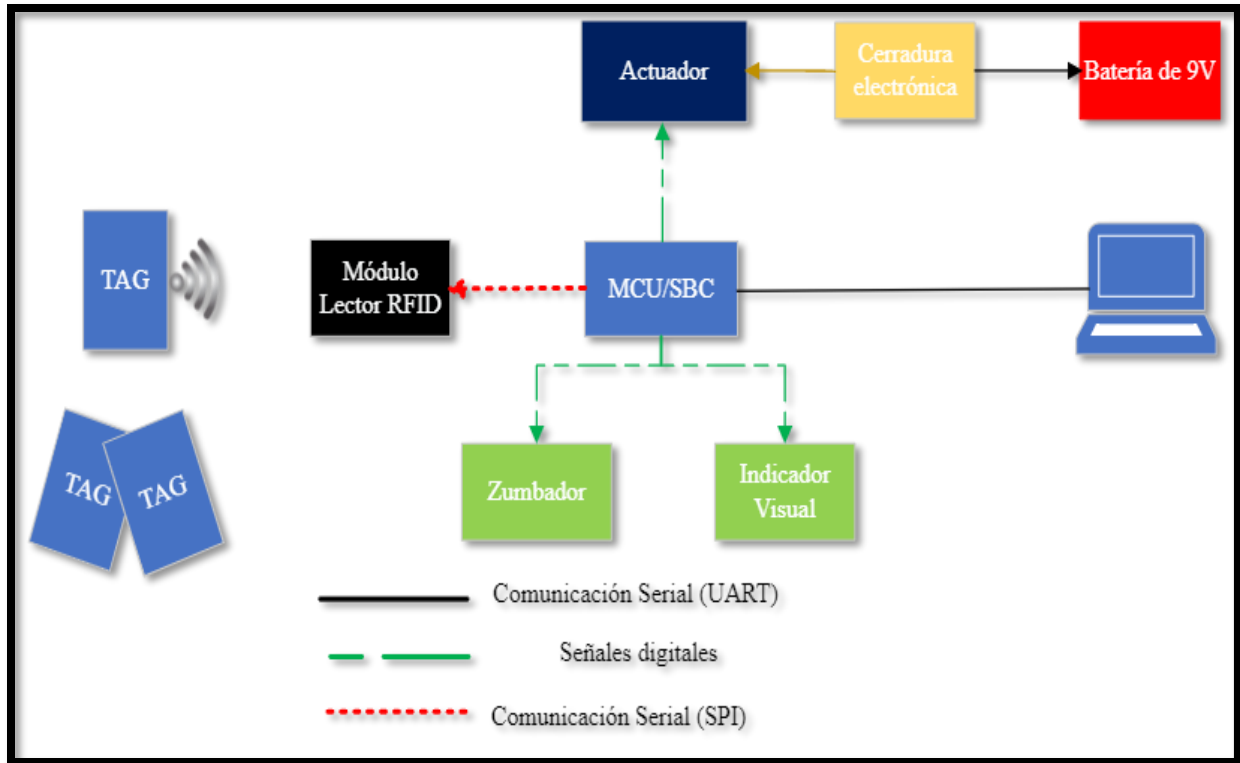 Actuador
Cerradura
electrónica
Batería de 9V
TAG
Módulo
Lector RFID
MCU/SBC
TAG
TAG
Zumbador
Indicador
Visual
Comunicación Serial (UART)
Señales digitales
Comunicación Serial (SPI)